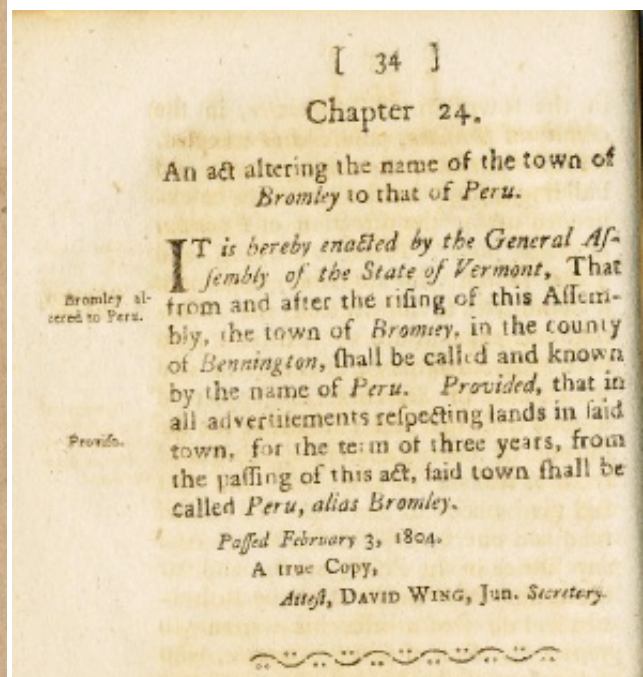 [ 34 ]
Chapter 24.
An act altering the name of the town of
Bromley to that of Peru.
IT is hereby enacted by the General Aſ-
ſembly of the State of Vermont, That
from and after the riſing of this Aſſem-
bly, the town of Bromley, in the county
of Bennington, ſhall be called and known
by the name of Peru. Provided, that in
all advertiſements reſpecting lands in ſaid
town, for the term of three years, from
the paſſing of this act, ſaid town ſhall be
called Peru, alias Bromley.
Bromley al-
tered to Peru.
Proviſo.
Paſſed February 3, 1804.
A true Copy,
Atteſt, DAVID WING, Jun. Secretary.